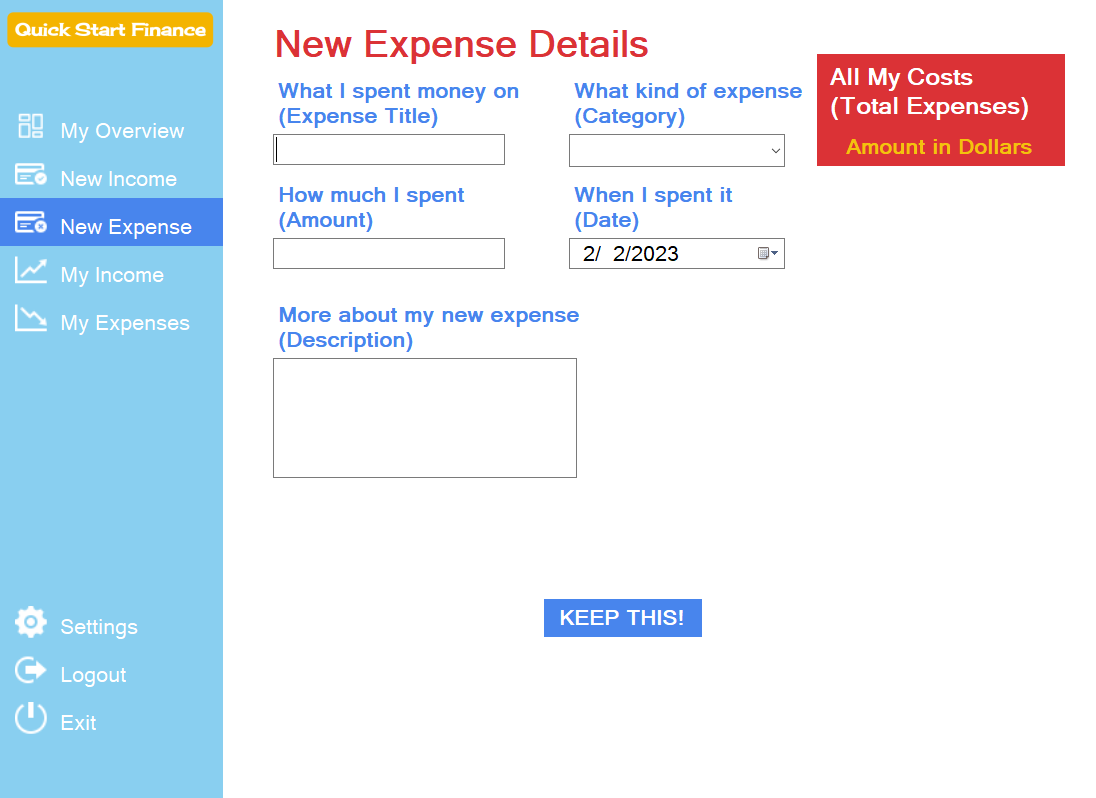 Quick Start Finance
My Overview
New Income
New Expense
My Income
My Expenses
Settings
Logout
Exit
New Expense Details
What I spent money on
(Expense Title)
What kind of expense
(Category)
How much I spent
(Amount)
When I spent it
(Date)
2/ 2/2023
More about my new expense
(Description)
KEEP THIS!
All My Costs
(Total Expenses)
Amount in Dollars